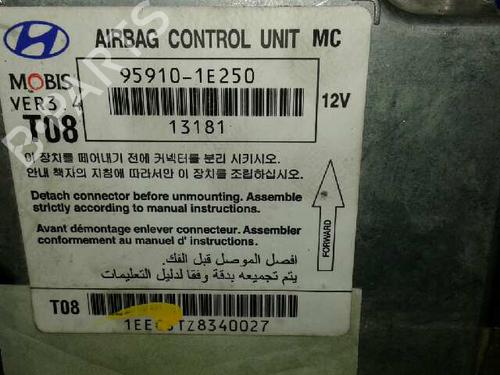 AIRBAG CONTROL UNIT MC
MOBIS
VER3.4
T08
95910-1E250
13181
12V
이 장치를 떼어내기 전에 커넥터를 분리 시키시오.
안내 책자의 지침에 따라서만 이 장치를 조립하십시오.
Detach connector before unmounting. Assemble
strictly according to manual instructions.
Avant démontage enlever connecteur. Assembler
conformement au manuel d' instructions.
افصل الموصل قبل الفك.
يتم تجميعه بدقة وفقا لدليل التعليمات
FORWARD
T08